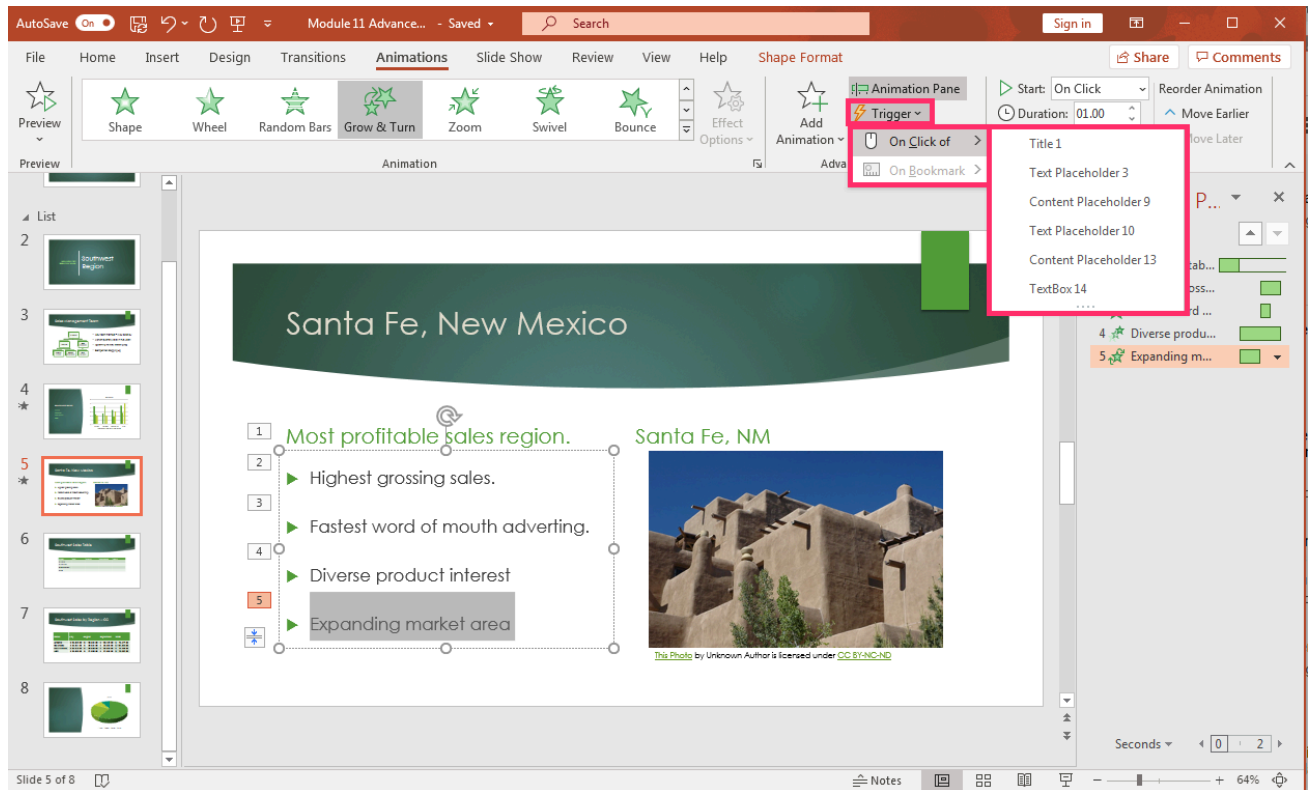 AutoSave On Module 11 Advance... - Saved Search Sign in
File Home Insert Design Transitions Animations Slide Show Review View Help Shape Format Share Comments
Preview Shape Wheel Random Bars Grow & Turn Zoom Swivel Bounce Effect Options Add Animation
Animation Pane
Trigger
Start: On Click
Duration: 01.00
Reorder Animation
Move Earlier
Move Later
Preview Animation Adva
On Click of
On Bookmark
Title 1
Text Placeholder 3
Content Placeholder 9
Text Placeholder 10
Content Placeholder 13
TextBox 14
P...
tab...
oss...
rd ...
4 Diverse produ...
5 Expanding m...
List
2
Southwest
Region
3
4
5
6
7
8
Santa Fe, New Mexico
1 Most profitable sales region.
2 Highest grossing sales.
3 Fastest word of mouth adverting.
4 Diverse product interest
5 Expanding market area
Santa Fe, NM
This Photo by Unknown Author is licensed under CC BY-NC-ND
Seconds 0 2
Slide 5 of 8 Notes 64%